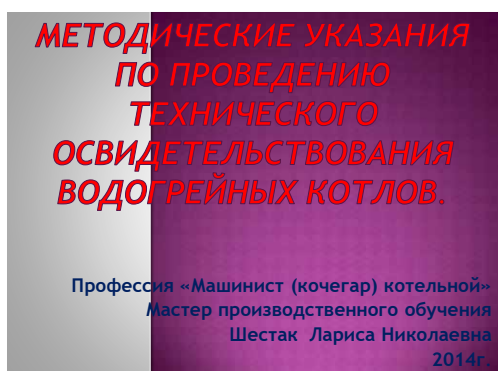 МЕТОДИЧЕСКИЕ УКАЗАНИЯ
ПО ПРОВЕДЕНИЮ
ТЕХНИЧЕСКОГО
ОСВИДЕТЕЛЬСТВОВАНИЯ
ВОДОГРЕЙНЫХ КОТЛОВ.
Профессия «Машинист (кочегар) котельной»
Мастер производственного обучения
Шестак Лариса Николаевна
2014г.